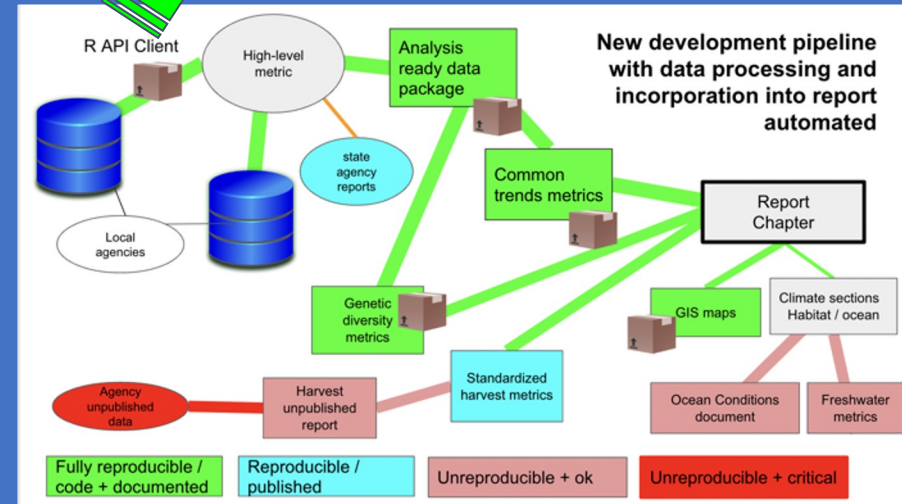 R API Client
High-level
metric
Analysis
ready data
package
New development pipeline
with data processing and
incorporation into report
automated
state
agency
reports
Common
trends metrics
Report
Chapter
Local
agencies
Genetic
diversity
metrics
GIS maps
Climate sections
Habitat / ocean
Agency
unpublished
data
Harvest
unpublished
report
Standardized
harvest metrics
Ocean Conditions
document
Freshwater
metrics
Fully reproducible /
code + documented
Reproducible /
published
Unreproducible + ok
Unreproducible + critical